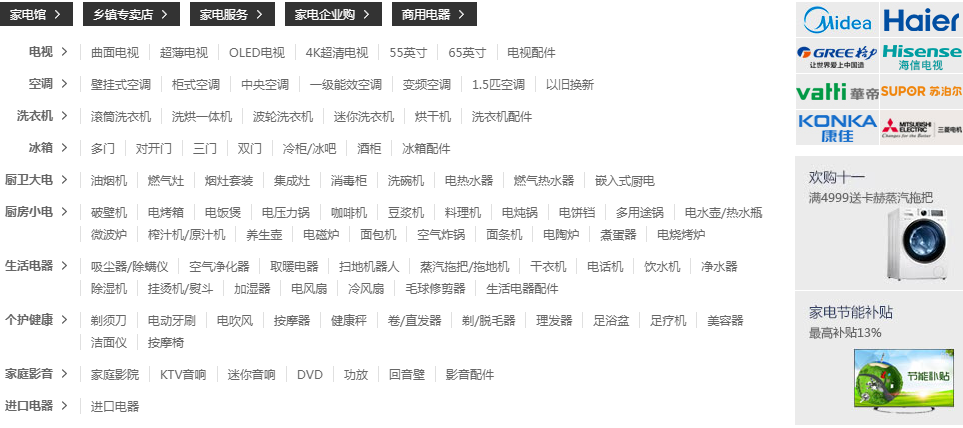 家电馆 > 乡镇专卖店 > 家电服务 > 家电企业购 > 商用电器 >
电视 > 曲面电视 超薄电视 OLED电视 4K超清电视 55英寸 65英寸 电视配件
空调 > 壁挂式空调 柜式空调 中央空调 一级能效空调 变频空调 1.5匹空调 以旧换新
洗衣机 > 滚筒洗衣机 洗烘一体机 波轮洗衣机 迷你洗衣机 烘干机 洗衣机配件
冰箱 > 多门 对开门 三门 双门 冷柜/冰吧 酒柜 冰箱配件
厨卫大电 > 油烟机 燃气灶 烟灶套装 集成灶 消毒柜 洗碗机 电热水器 燃气热水器 嵌入式厨电
厨房小电 > 破壁机 电烤箱 电饭煲 电压力锅 咖啡机 豆浆机 料理机 电炖锅 电饼铛 多用途锅 电水壶/热水瓶
微波炉 榨汁机/原汁机 养生壶 电磁炉 面包机 空气炸锅 面条机 电陶炉 煮蛋器 电烧烤炉
生活电器 > 吸尘器/除螨仪 空气净化器 取暖电器 扫地机器人 蒸汽拖把/拖地机 干衣机 电话机 饮水机 净水器
除湿机 挂烫机/熨斗 加湿器 电风扇 冷风扇 毛球修剪器 生活电器配件
个护健康 > 剃须刀 电动牙刷 电吹风 按摩器 健康秤 卷/直发器 剃/脱毛器 理发器 足浴盆 足疗机 美容器
洁面仪 按摩椅
家庭影音 > 家庭影院 KTV音响 迷你音响 DVD 功放 回音壁 影音配件
进口电器 > 进口电器
Midea Haier
GREE格力 Hisense
让世界爱上中国造 海信电视
vatti 華帝 SUPOR 苏泊尔
KONKA MITSUBISHI ELECTRIC 三菱电机
康佳 Changes for the Better
欢购十一
满4999送卡赫蒸汽拖把
家电节能补贴
最高补贴13%
节能补贴